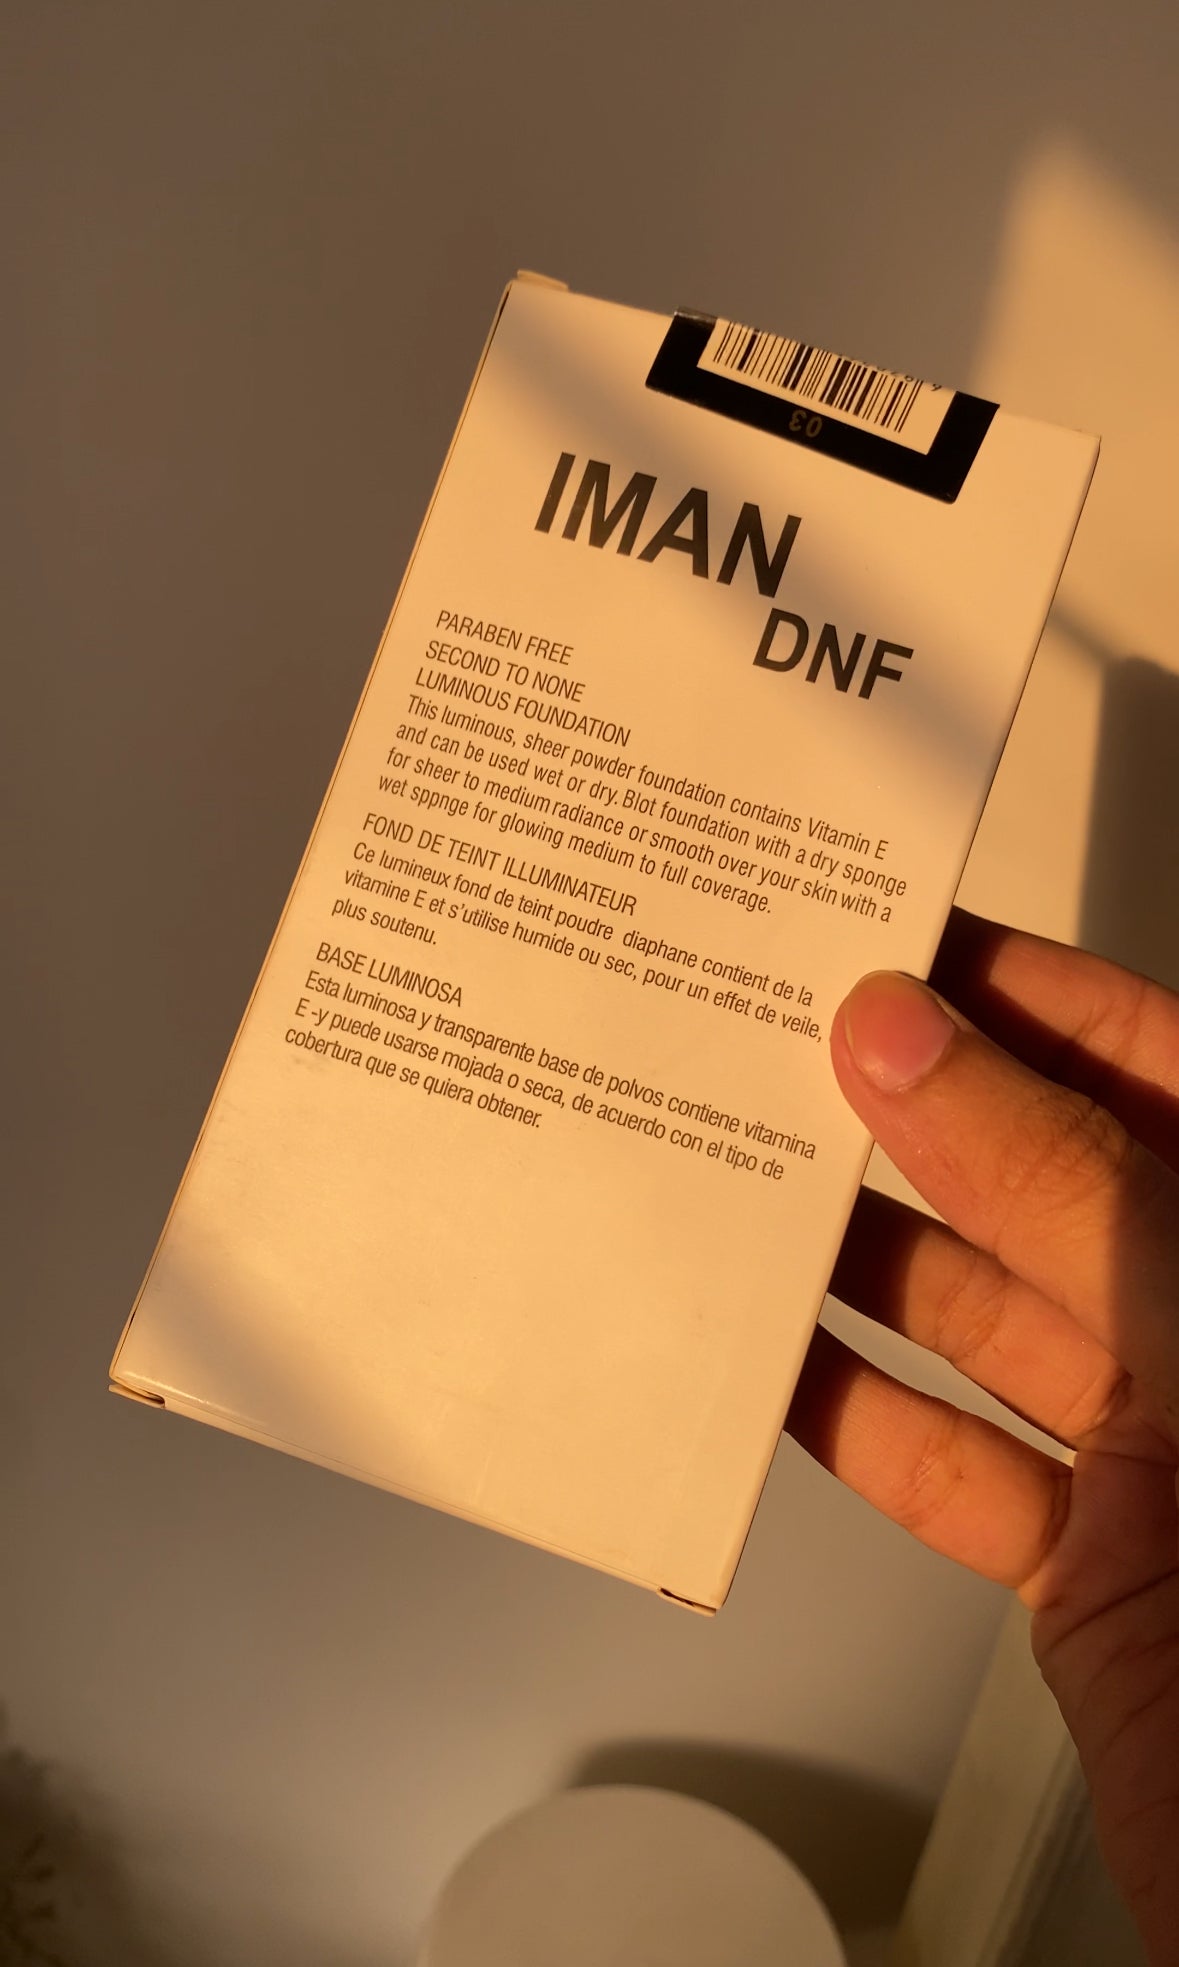 03
IMAN
DNF
PARABEN FREE
SECOND TO NONE
LUMINOUS FOUNDATION
This luminous, sheer powder foundation contains Vitamin E
and can be used wet or dry. Blot foundation with a dry sponge
for sheer to medium radiance or smooth over your skin with a
wet sppnge for glowing medium to full coverage.
FOND DE TEINT ILLUMINATEUR
Ce lumineux fond de teint poudre diaphane contient de la
vitamine E et s'utilise humide ou sec, pour un effet de veile,
plus soutenu.
BASE LUMINOSA
Esta luminosa y transparente base de polvos contiene vitamina
E -y puede usarse mojada o seca, de acuerdo con el tipo de
cobertura que se quiera obtener.